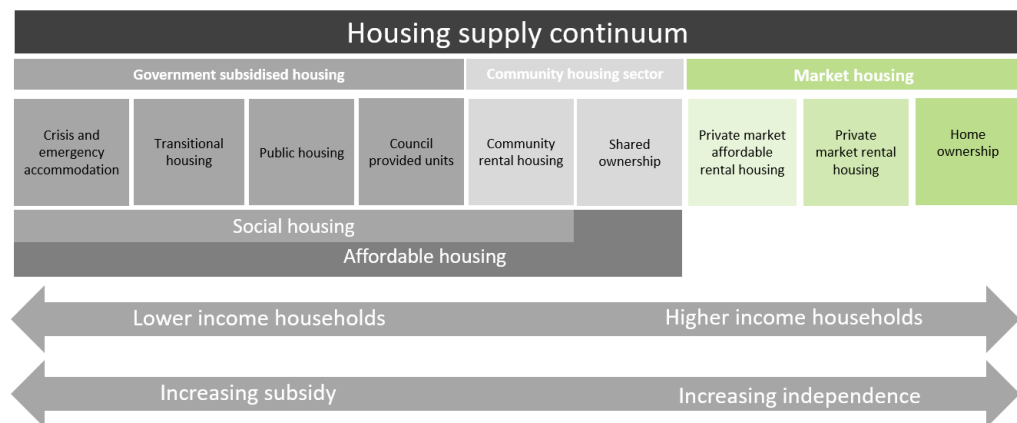 Housing supply continuum
Government subsidised housing
Community housing sector
Market housing
Crisis and
emergency
accommodation
Transitional
housing
Public housing
Council
provided units
Community
rental housing
Shared
ownership
Private market
affordable
rental housing
Private
market rental
housing
Home
ownership
Social housing
Affordable housing
Lower income households
Higher income households
Increasing subsidy
Increasing independence